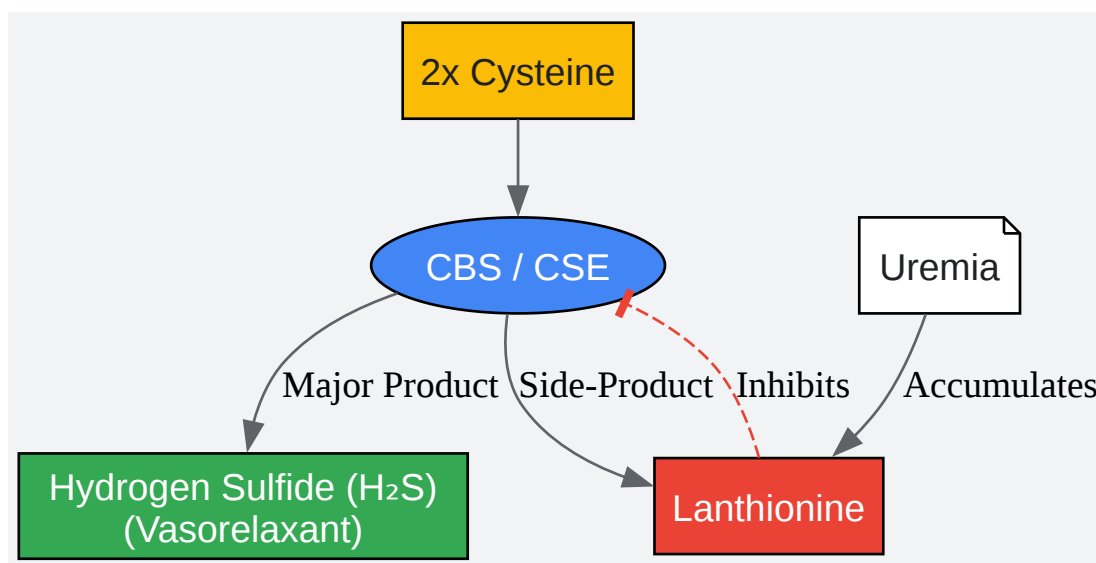 2x Cysteine
CBS / CSE
Uremia
Major Product
Side-Product
Inhibits
Accumulates
Hydrogen Sulfide (H₂S)
(Vasorelaxant)
Lanthionine